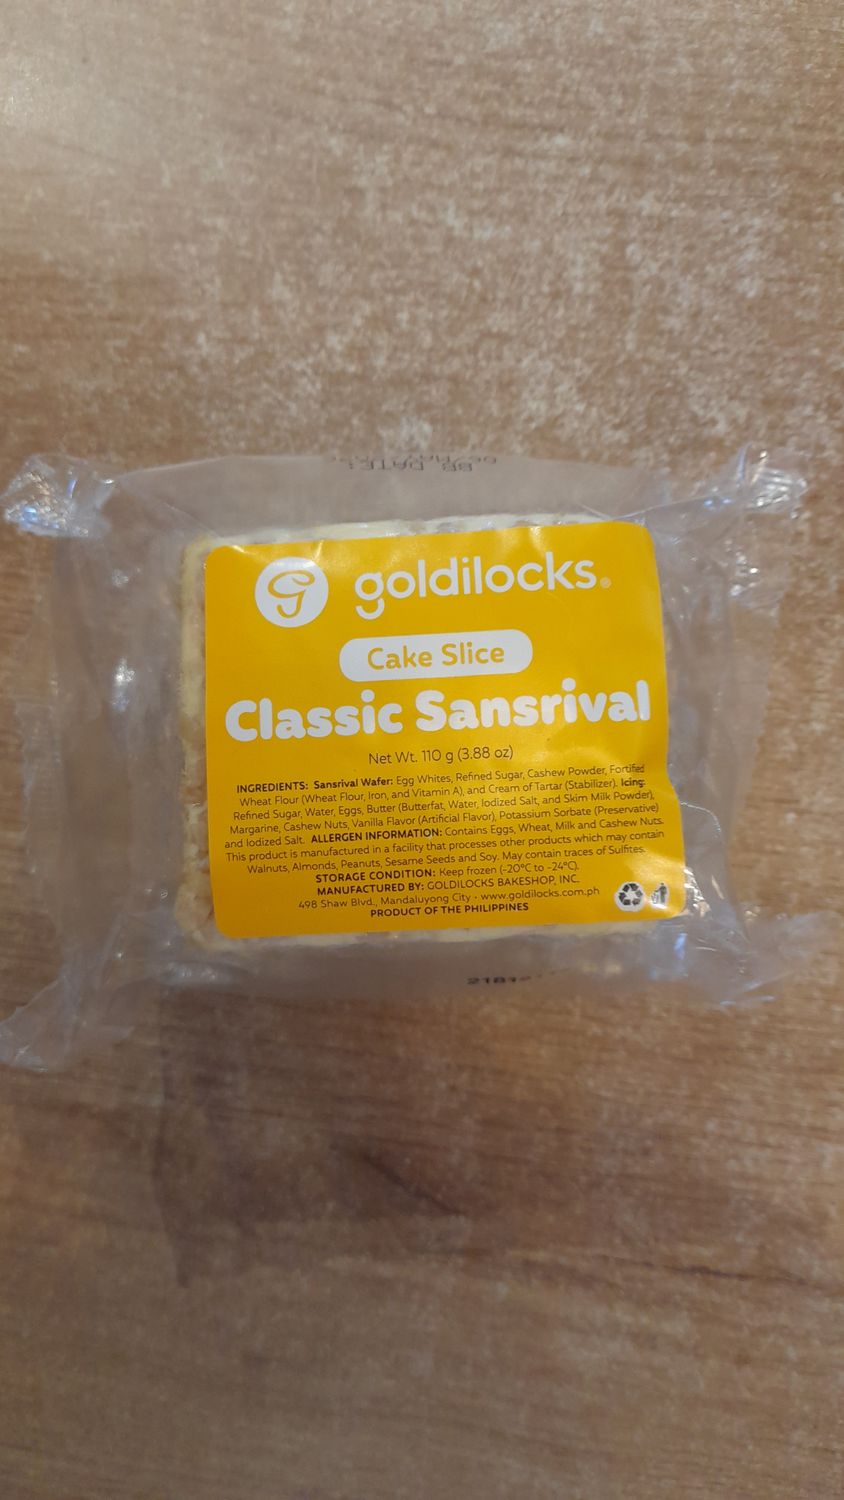 BB DATE:
goldilocks®
Cake Slice
Classic Sansrival
Net Wt. 110 g (3.88 oz)
INGREDIENTS: Sansrival Wafer: Egg Whites, Refined Sugar, Cashew Powder, Fortified
Wheat Flour (Wheat Flour, Iron, and Vitamin A), and Cream of Tartar (Stabilizer). Icing:
Refined Sugar, Water, Eggs, Butter (Butterfat, Water, Iodized Salt, and Skim Milk Powder),
Margarine, Cashew Nuts, Vanilla Flavor (Artificial Flavor), Potassium Sorbate (Preservative)
and Iodized Salt. ALLERGEN INFORMATION: Contains Eggs, Wheat, Milk and Cashew Nuts.
This product is manufactured in a facility that processes other products which may contain
Walnuts, Almonds, Peanuts, Sesame Seeds and Soy. May contain traces of Sulfites.
STORAGE CONDITION: Keep frozen (-20°C to -24°C).
MANUFACTURED BY: GOLDILOCKS BAKESHOP, INC.
498 Shaw Blvd., Mandaluyong City • www.goldilocks.com.ph
PRODUCT OF THE PHILIPPINES